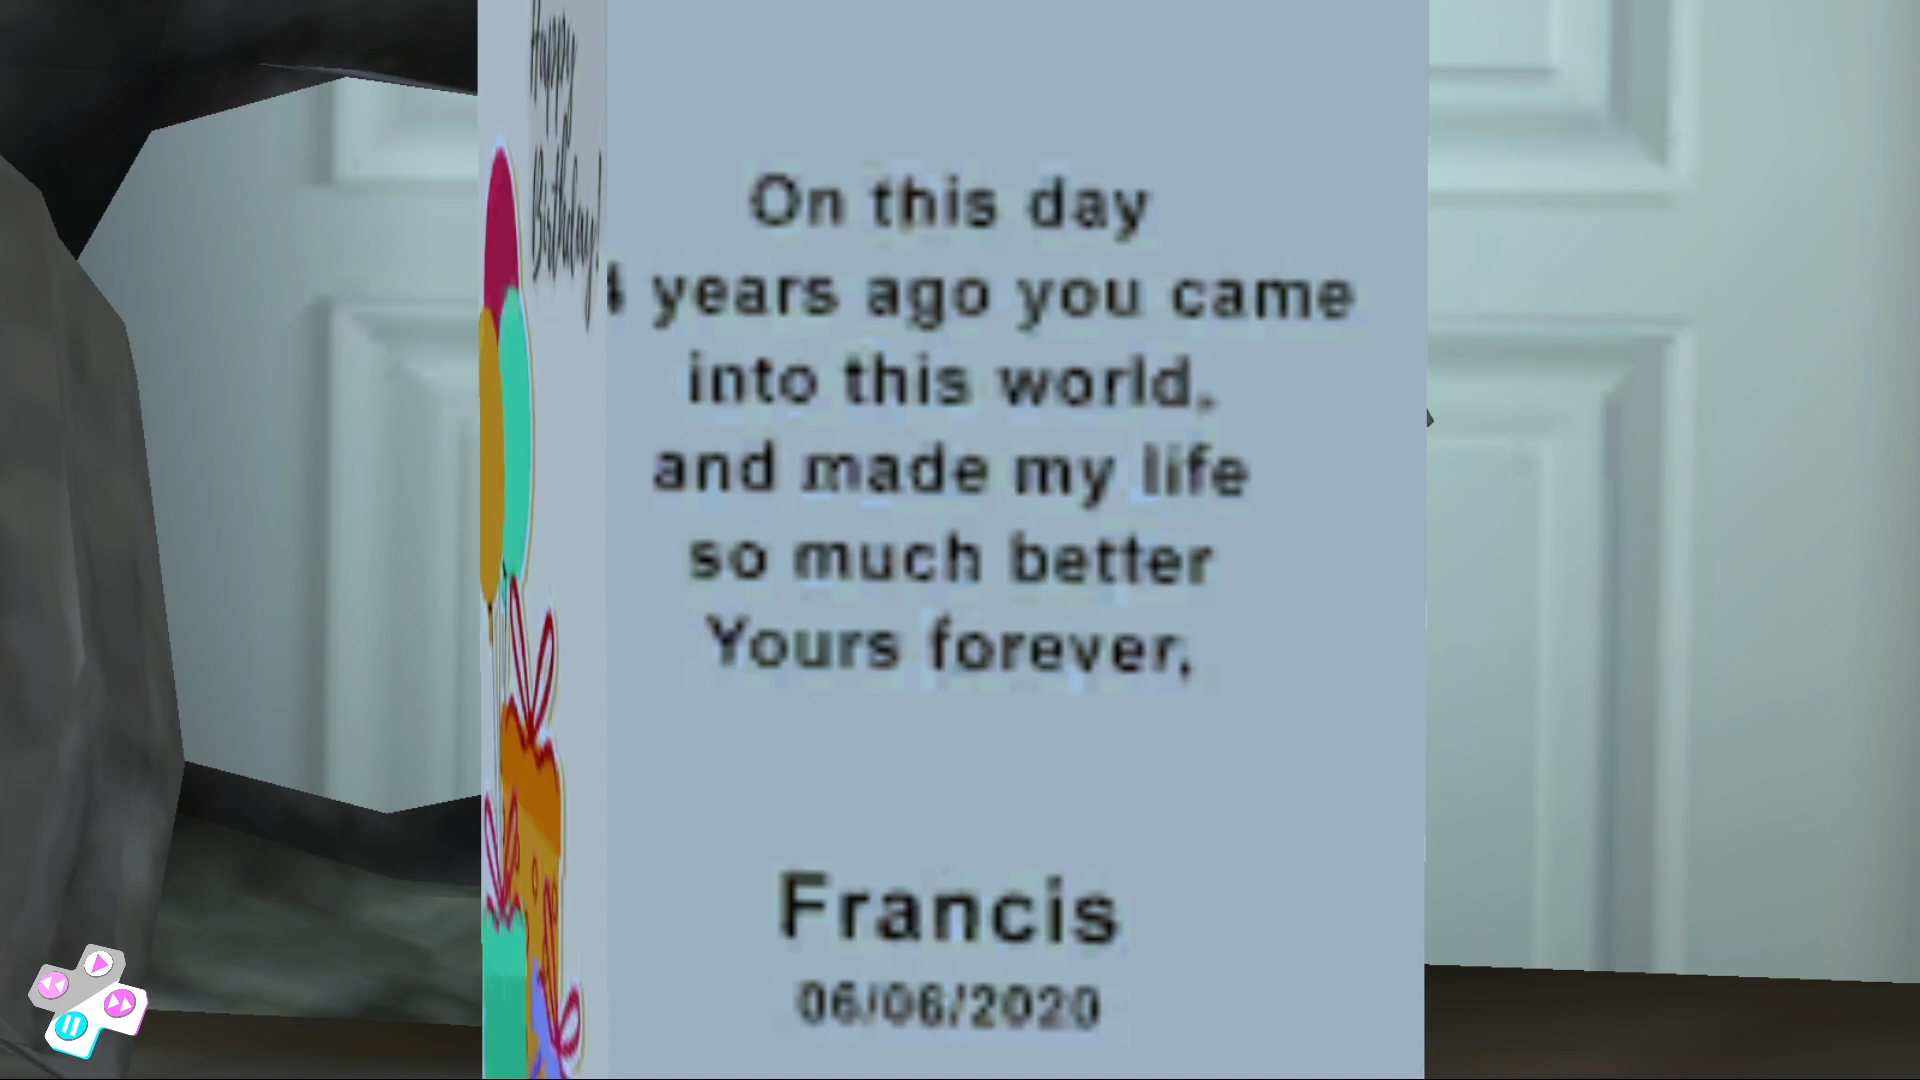 Happy
Birthday!
On this day
4 years ago you came
into this world,
and made my life
so much better
Yours forever,
Francis
06/06/2020